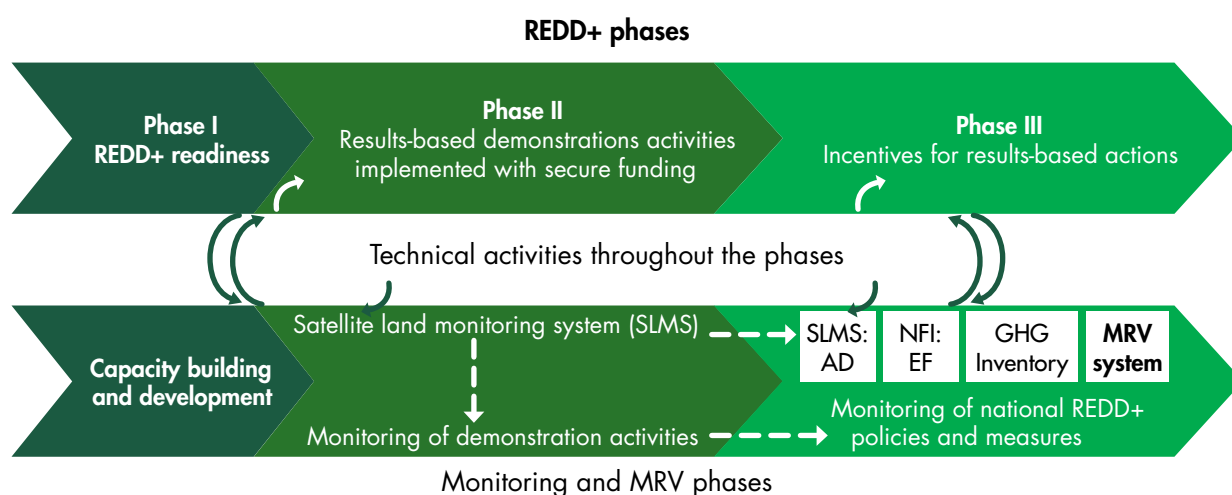 REDD+ phases
Phase I
REDD+ readiness
Phase II
Results-based demonstrations activities
implemented with secure funding
Phase III
Incentives for results-based actions
Technical activities throughout the phases
Capacity building
and development
Satellite land monitoring system (SLMS)
Monitoring of demonstration activities
SLMS:
AD
NFI:
EF
GHG
Inventory
MRV
system
Monitoring of national REDD+
policies and measures
Monitoring and MRV phases